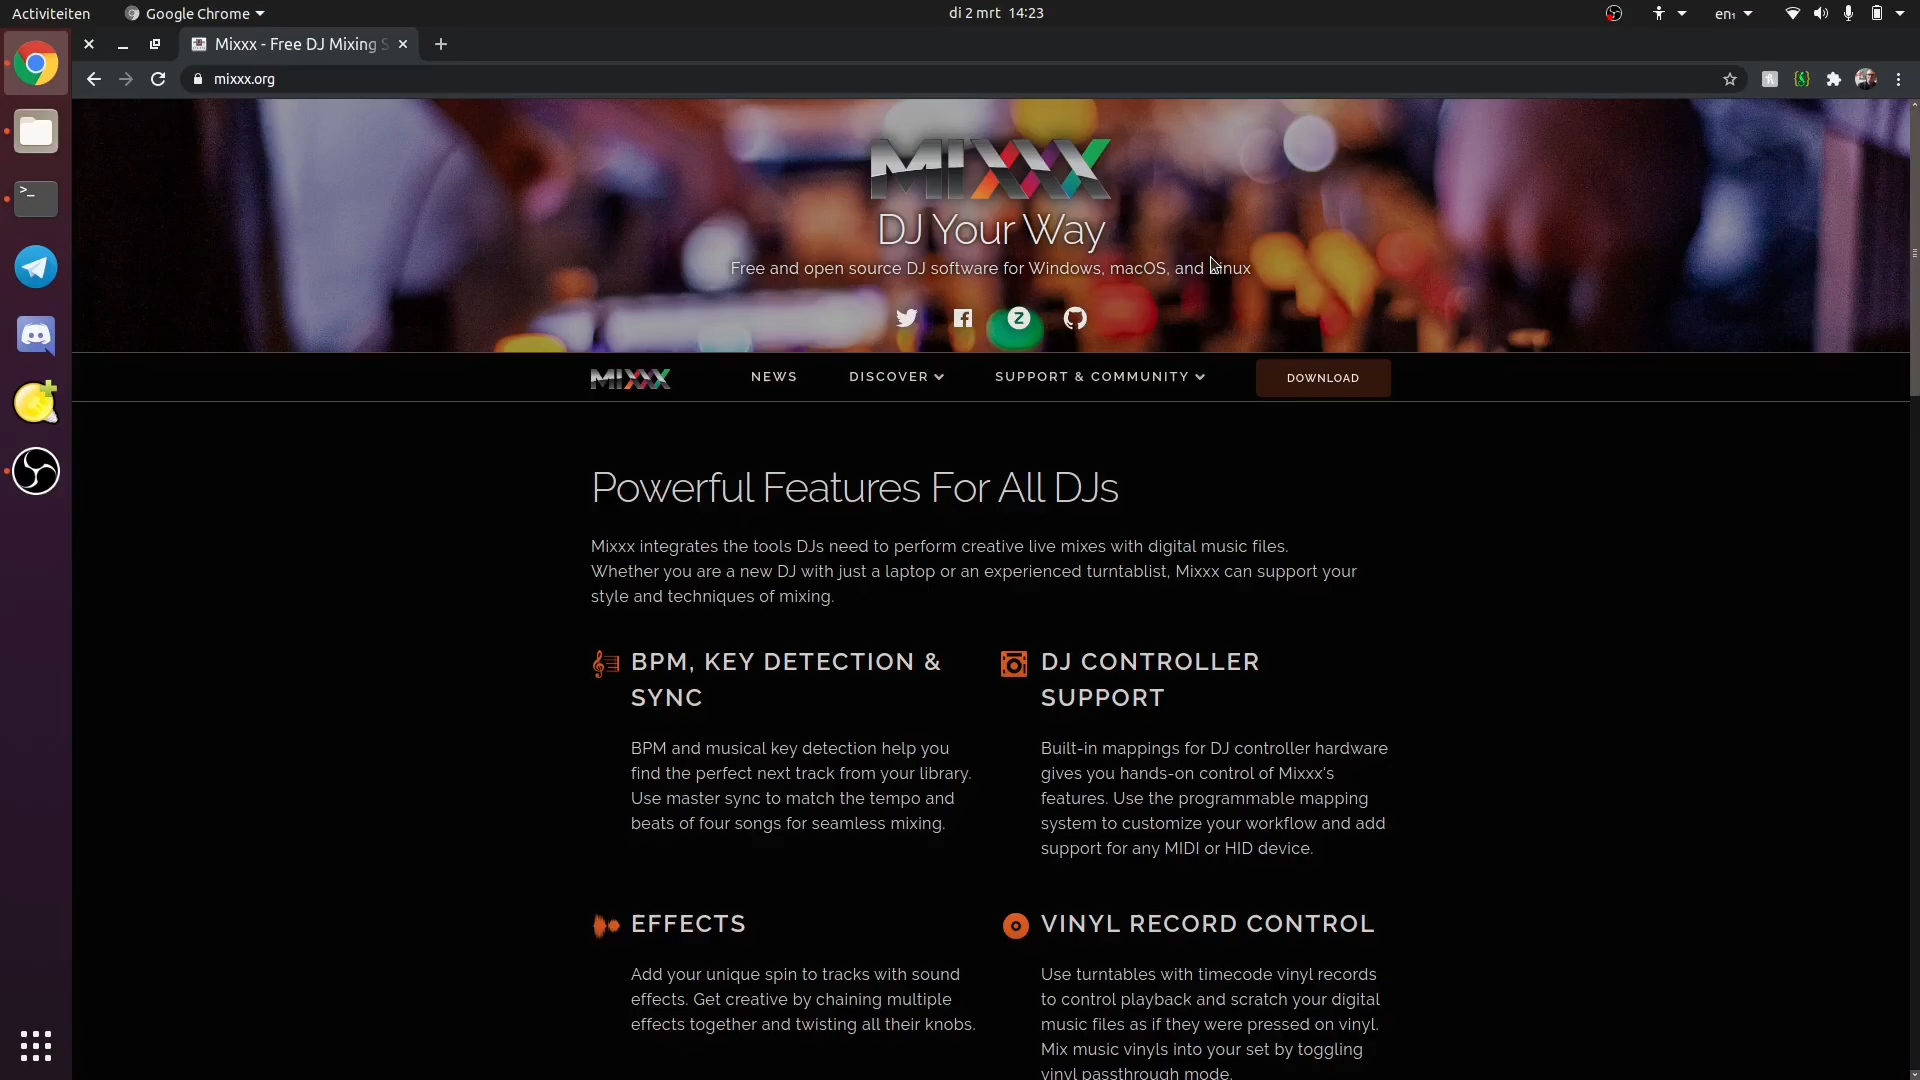 Activiteiten
Google Chrome
di 2 mrt 14:23
en₁
Mixxx - Free DJ Mixing S
mixxx.org
MIXXX
DJ Your Way
Free and open source DJ software for Windows, macOS, and Linux
MIXXX
NEWS
DISCOVER
SUPPORT & COMMUNITY
DOWNLOAD
Powerful Features For All DJs
Mixxx integrates the tools DJs need to perform creative live mixes with digital music files.
Whether you are a new DJ with just a laptop or an experienced turntablist, Mixxx can support your
style and techniques of mixing.
BPM, KEY DETECTION &
SYNC
BPM and musical key detection help you
find the perfect next track from your library.
Use master sync to match the tempo and
beats of four songs for seamless mixing.
DJ CONTROLLER
SUPPORT
Built-in mappings for DJ controller hardware
gives you hands-on control of Mixxx's
features. Use the programmable mapping
system to customize your workflow and add
support for any MIDI or HID device.
EFFECTS
Add your unique spin to tracks with sound
effects. Get creative by chaining multiple
effects together and twisting all their knobs.
VINYL RECORD CONTROL
Use turntables with timecode vinyl records
to control playback and scratch your digital
music files as if they were pressed on vinyl.
Mix music vinyls into your set by toggling
vinyl passthrough mode.